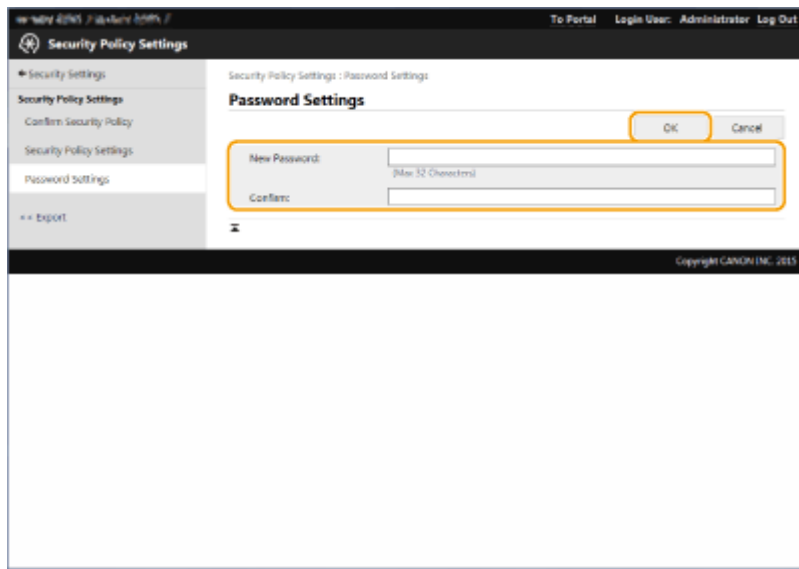 To Portal Login User: Administrator Log Out
Security Policy Settings
Security Settings
Security Policy Settings
Confirm Security Policy
Security Policy Settings
Password Settings
Export
Security Policy Settings : Password Settings
Password Settings
OK Cancel
New Password:
(Max 32 Characters)
Confirm:
Copyright CANON INC. 2015